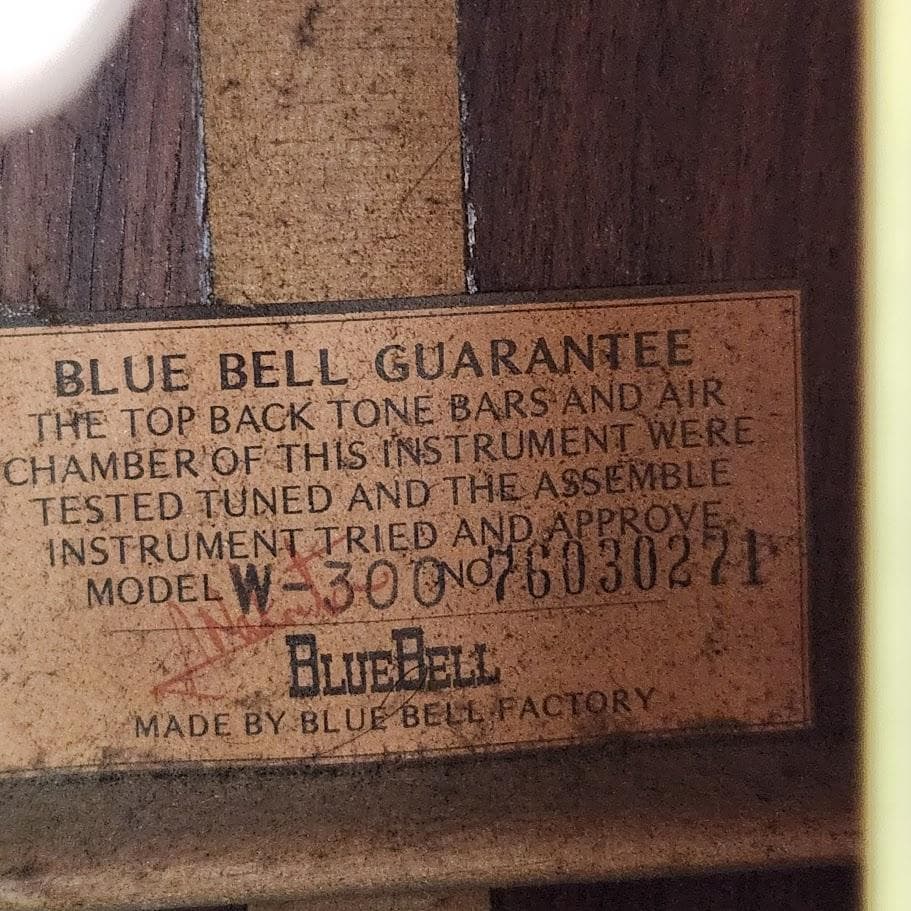 BLUE BELL GUARANTEE
THE TOP BACK TONE BARS AND AIR
CHAMBER OF THIS INSTRUMENT WERE
TESTED TUNED AND THE ASSEMBLE
INSTRUMENT TRIED AND APPROVE
MODEL W-300 NO 76030271
BLUEBELL
MADE BY BLUE BELL FACTORY